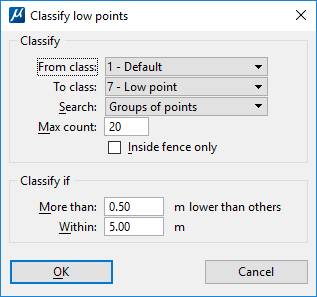 Classify low points
Classify
From class: 1 - Default
To class: 7 - Low point
Search: Groups of points
Max count: 20
Inside fence only
Classify if
More than: 0.50 m lower than others
Within: 5.00 m
OK Cancel